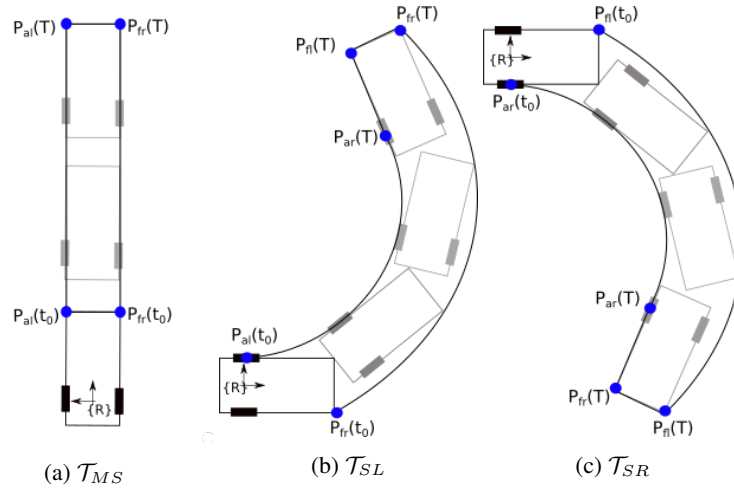 P_al(T) P_fr(T)
{R}
P_al(t_0) P_fr(t_0)
(a) 𝒯_MS
P_fr(T)
P_fl(T)
P_ar(T)
P_al(t_0)
{R}
P_fr(t_0)
(b) 𝒯_SL
P_fl(t_0)
{R}
P_ar(t_0)
P_ar(T)
P_fr(T)
P_fl(T)
(c) 𝒯_SR